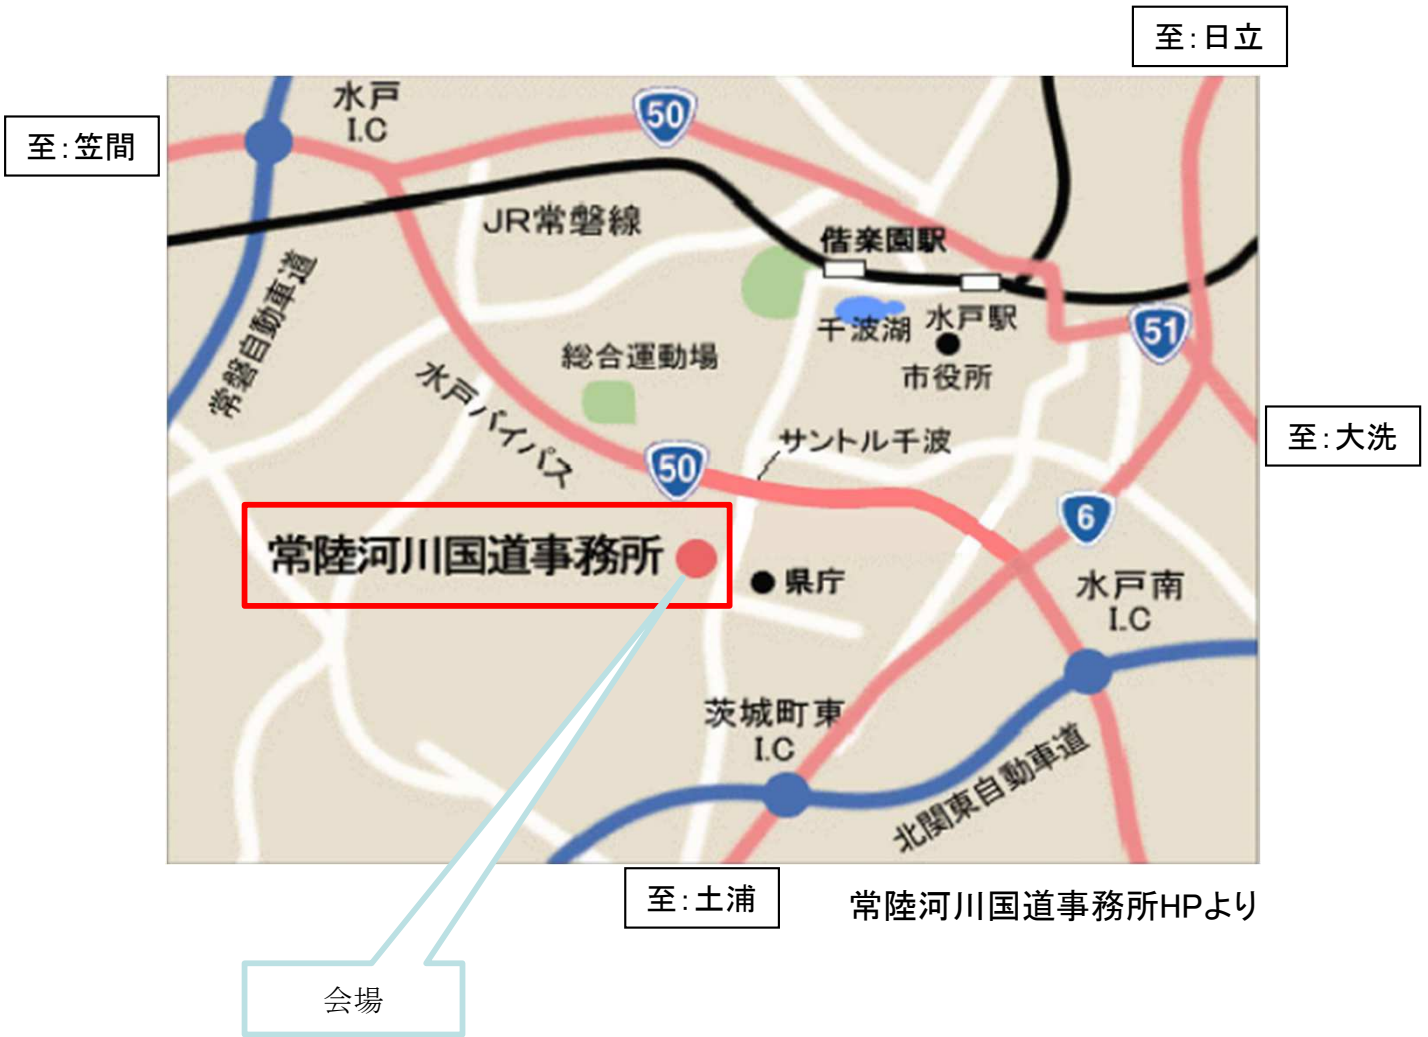 至：日立
水戸
I.C
50
至：笠間
JR常磐線
偕楽園駅
常磐自動車道
千波湖
水戸駅
51
市役所
総合運動場
水戸バイパス
サントル千波
至：大洗
50
6
常陸河川国道事務所
県庁
水戸南
I.C
茨城町東
I.C
北関東自動車道
至：土浦
常陸河川国道事務所HPより
会場